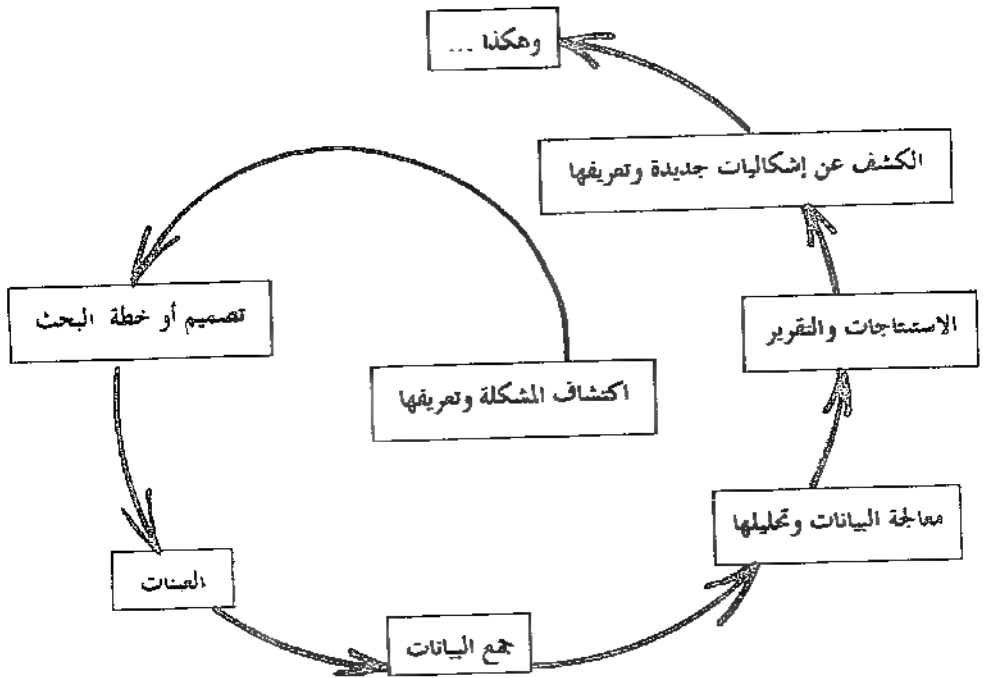 وهكذا ...
الكشف عن إشكاليات جديدة وتعريفها
تصميم أو خطة البحث
الاستنتاجات والتقرير
اكتشاف المشكلة وتعريفها
معالجة البيانات وتحليلها
العينات
جمع البيانات